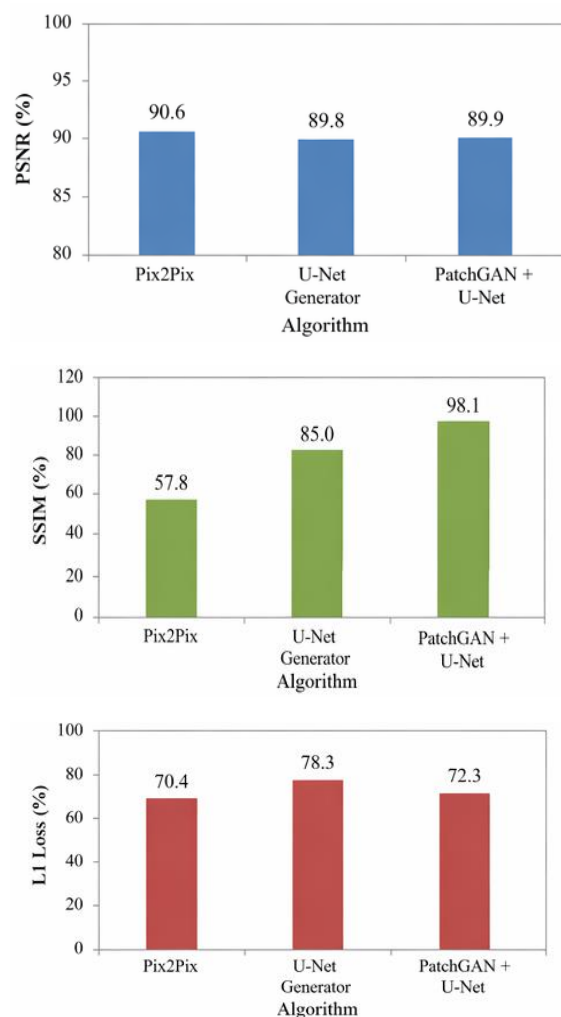 100
95
90
85
80
PSNR (%)
90.6
89.8
89.9
Pix2Pix
U-Net
Generator
PatchGAN +
U-Net
Algorithm
120
100
80
60
40
20
0
SSIM (%)
57.8
85.0
98.1
Pix2Pix
U-Net
Generator
PatchGAN +
U-Net
Algorithm
100
80
60
40
20
0
L1 Loss (%)
70.4
78.3
72.3
Pix2Pix
U-Net
Generator
PatchGAN +
U-Net
Algorithm